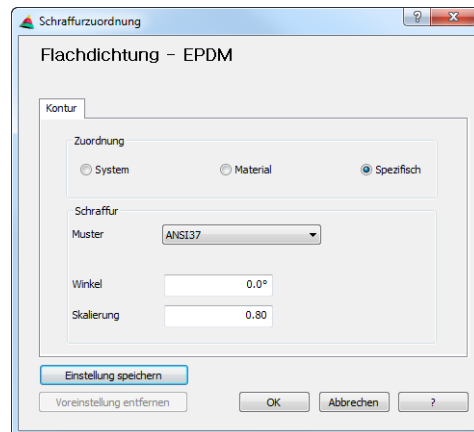 Schraffurzuordnung
Flachdichtung - EPDM
Kontur
Zuordnung
System Material Spezifisch
Schraffur
Muster ANSI37
Winkel 0.0°
Skalierung 0.80
Einstellung speichern
Voreinstellung entfernen OK Abbrechen ?